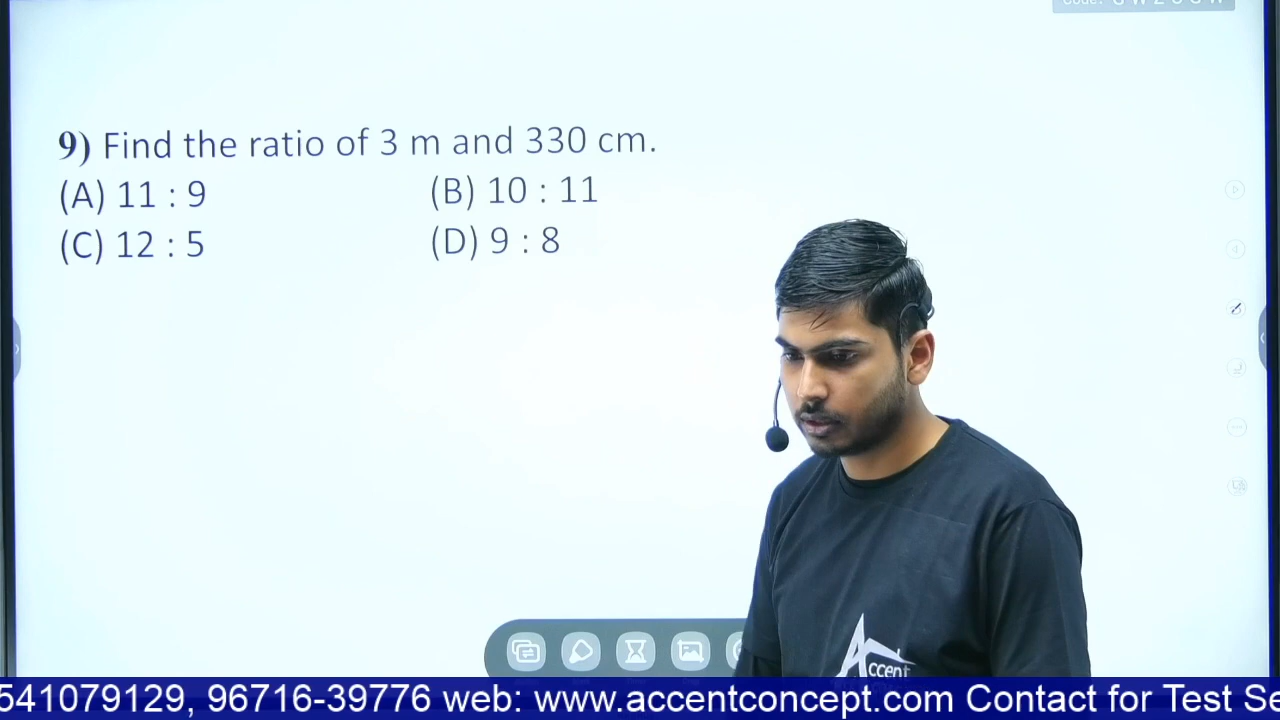 9) Find the ratio of 3 m and 330 cm.
(A) 11 : 9 (B) 10 : 11
(C) 12 : 5 (D) 9 : 8
Accent
541079129, 96716-39776 web: www.accentconcept.com Contact for Test Se